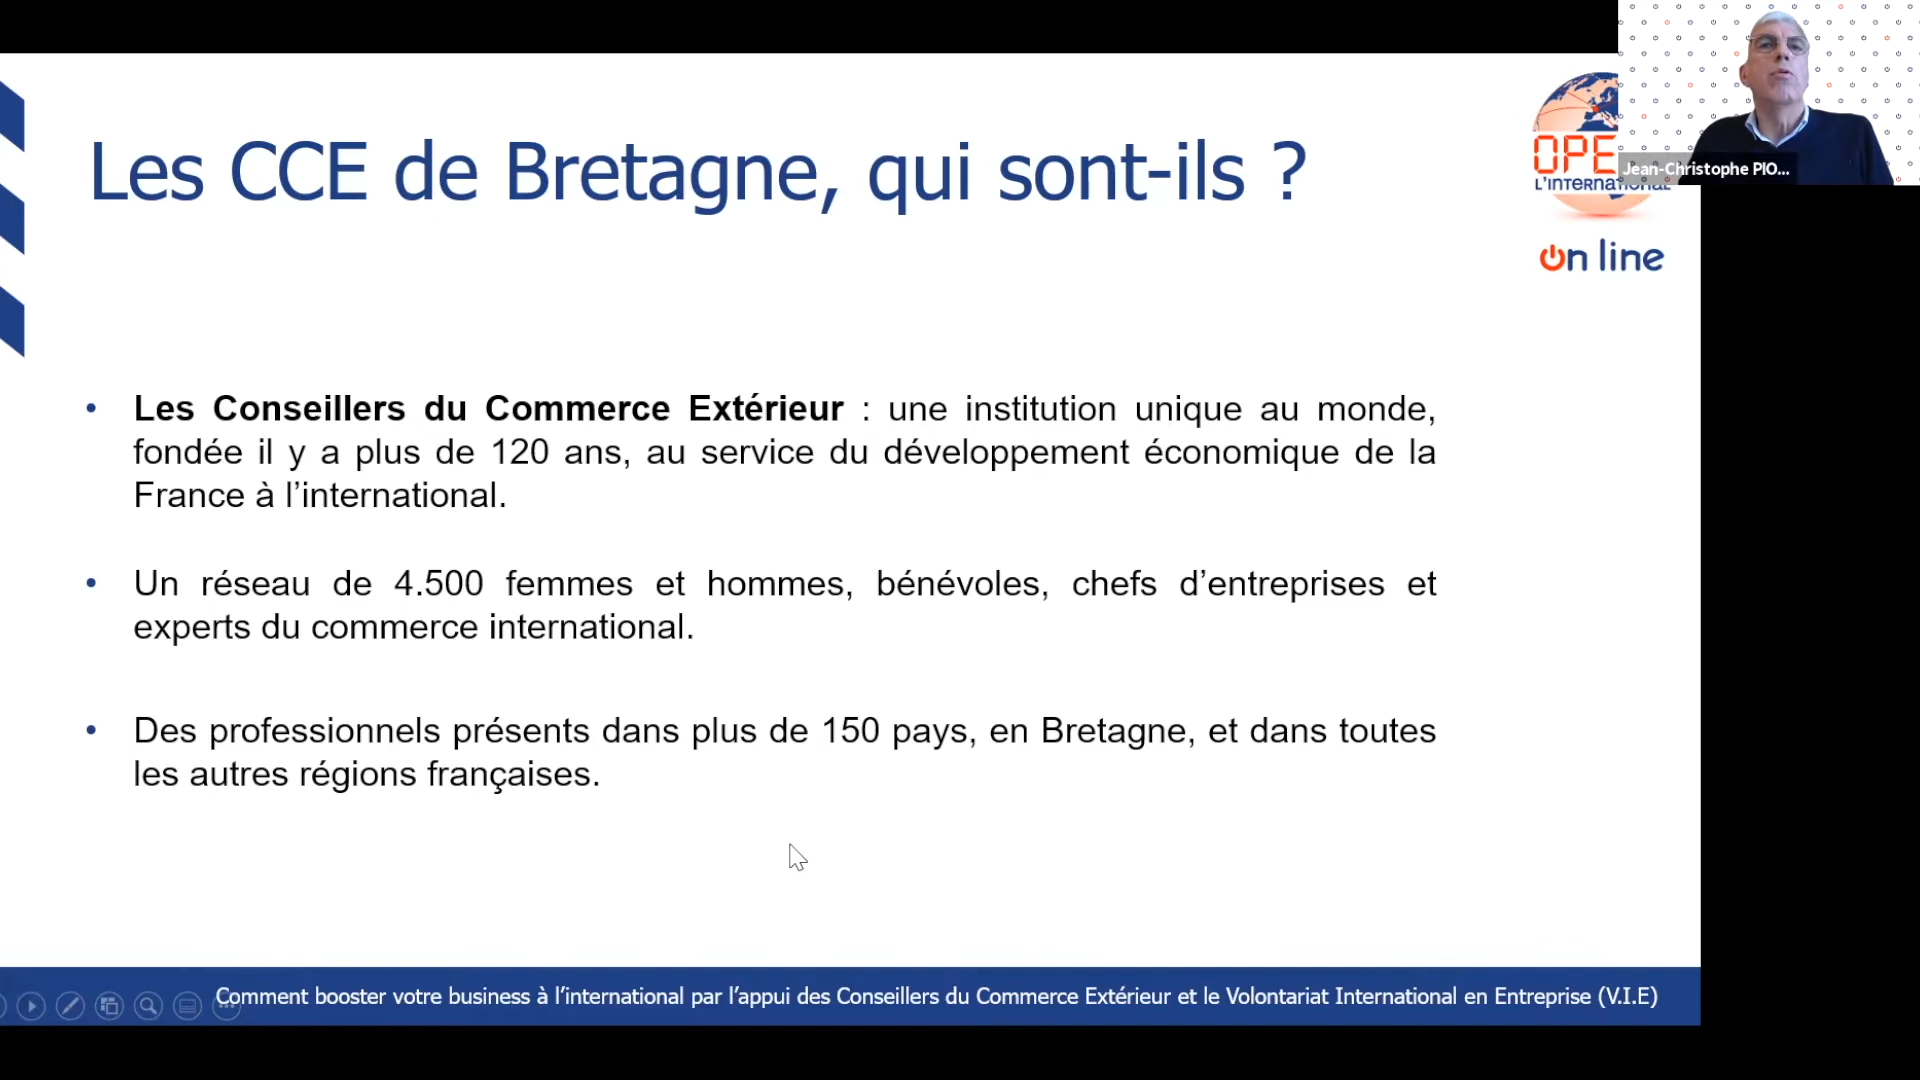 Les CCE de Bretagne, qui sont-ils ?
OPE
L'INTERNATIONAL
on line
Jean-Christophe PIO...
• Les Conseillers du Commerce Extérieur : une institution unique au monde,
fondée il y a plus de 120 ans, au service du développement économique de la
France à l’international.
• Un réseau de 4.500 femmes et hommes, bénévoles, chefs d’entreprises et
experts du commerce international.
• Des professionnels présents dans plus de 150 pays, en Bretagne, et dans toutes
les autres régions françaises.
Comment booster votre business à l’international par l’appui des Conseillers du Commerce Extérieur et le Volontariat International en Entreprise (V.I.E)